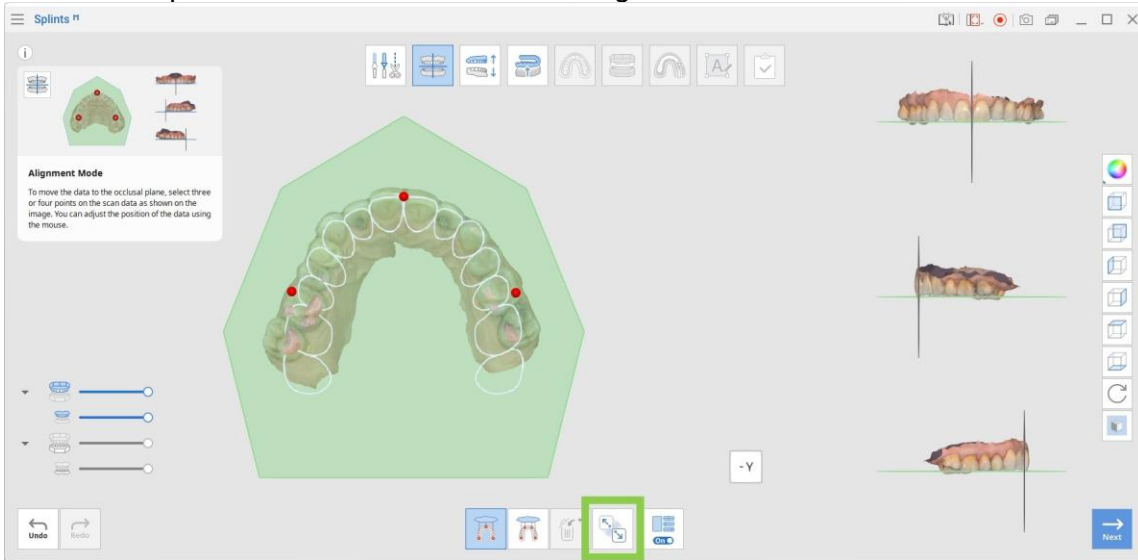 Splints M
i
A
Alignment Mode
To move the data to the occlusal plane, select three
or four points on the scan data as shown on the
image. You can adjust the position of the data using
the mouse.
- Y
Undo
Redo
On
Next